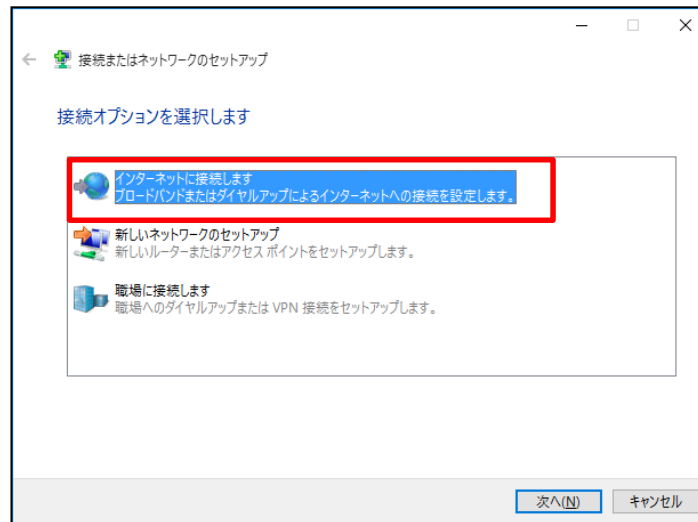 接続またはネットワークのセットアップ
接続オプションを選択します
インターネットに接続します
ブロードバンドまたはダイヤルアップによるインターネットへの接続を設定します。
新しいネットワークのセットアップ
新しいルーターまたはアクセス ポイントをセットアップします。
職場に接続します
職場へのダイヤルアップまたは VPN 接続をセットアップします。
次へ(N)
キャンセル